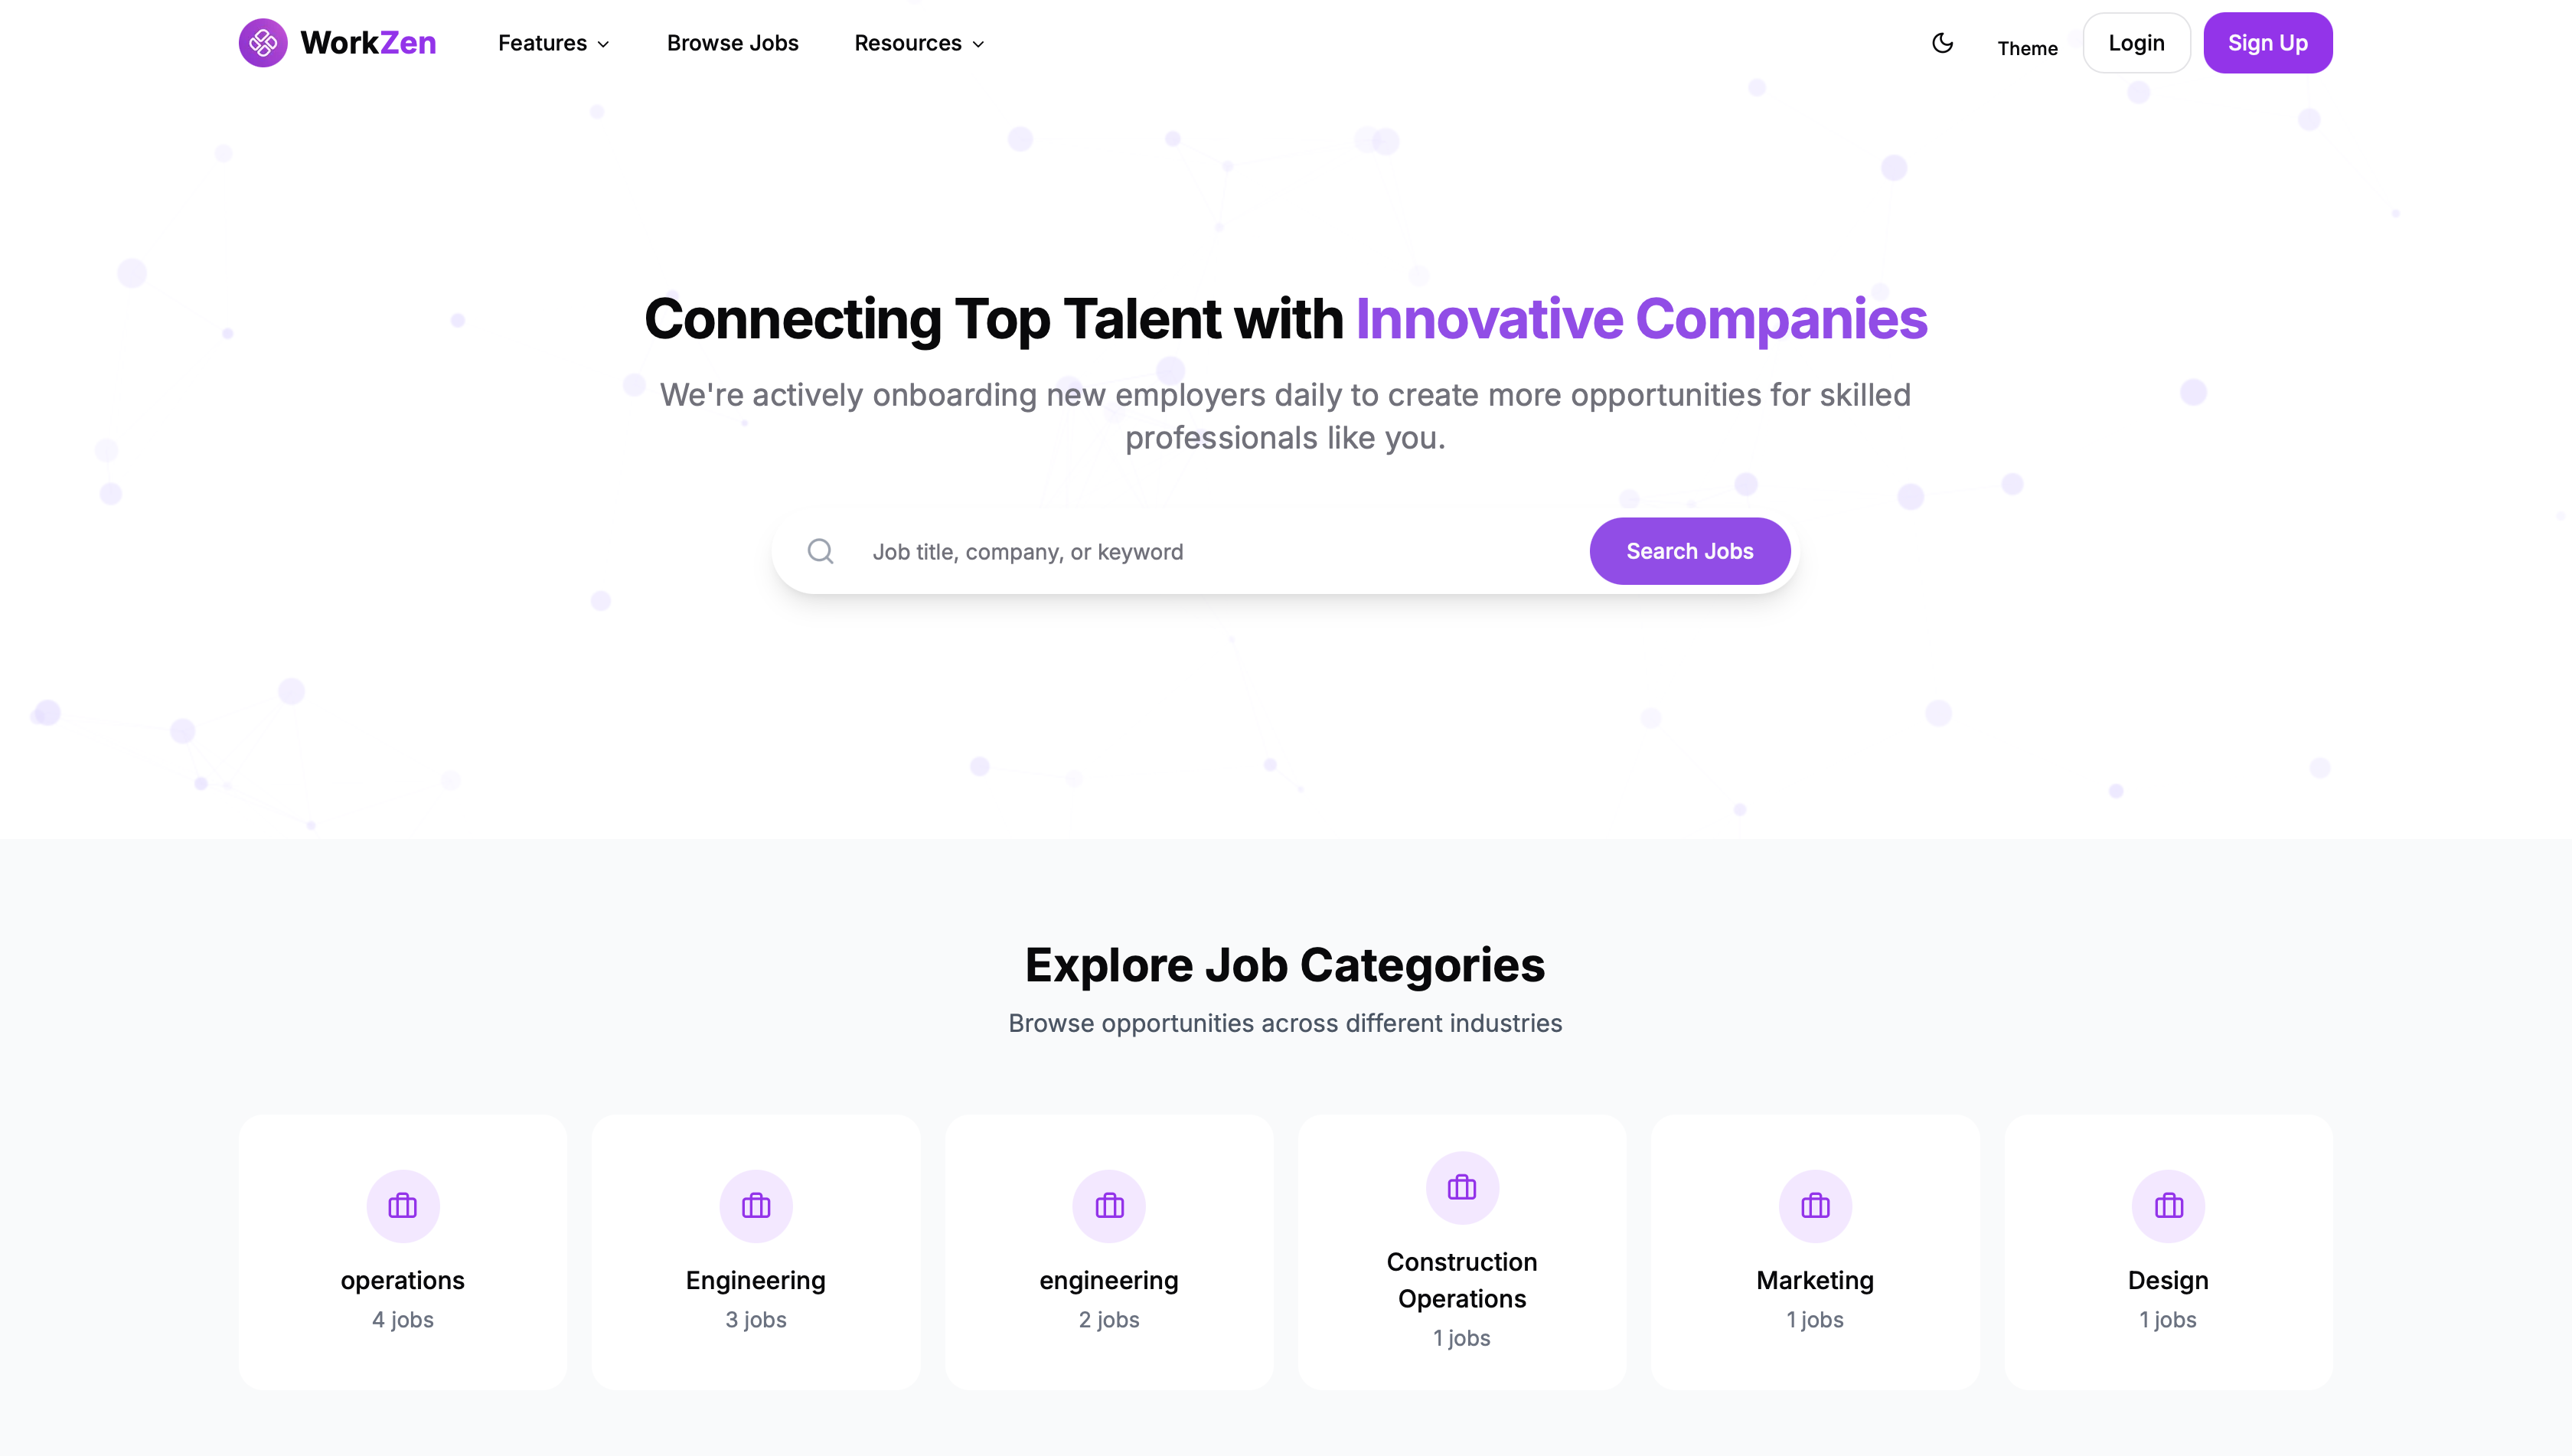 WorkZen
Features
Browse Jobs
Resources
Theme
Login
Sign Up
Connecting Top Talent with Innovative Companies
We're actively onboarding new employers daily to create more opportunities for skilled
professionals like you.
Job title, company, or keyword
Search Jobs
Explore Job Categories
Browse opportunities across different industries
operations
4 jobs
Engineering
3 jobs
engineering
2 jobs
Construction
Operations
1 jobs
Marketing
1 jobs
Design
1 jobs